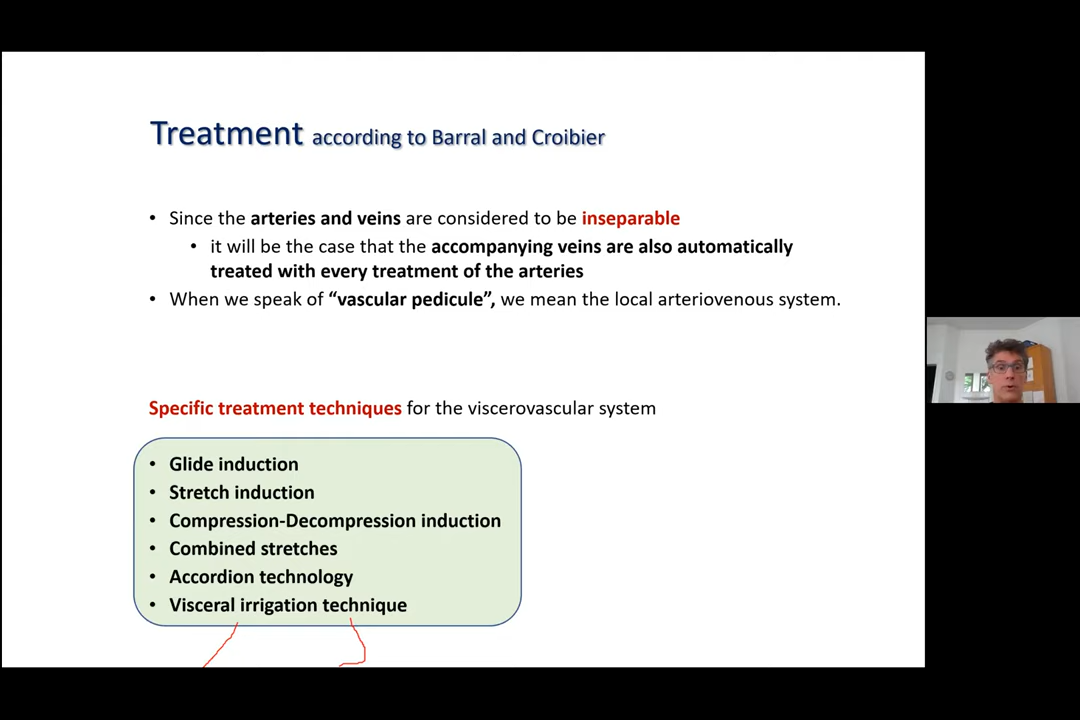 Treatment according to Barral and Croibier
• Since the arteries and veins are considered to be inseparable
• it will be the case that the accompanying veins are also automatically
treated with every treatment of the arteries
• When we speak of “vascular pedicule”, we mean the local arteriovenous system.
Specific treatment techniques for the viscerovascular system
• Glide induction
• Stretch induction
• Compression-Decompression induction
• Combined stretches
• Accordion technology
• Visceral irrigation technique